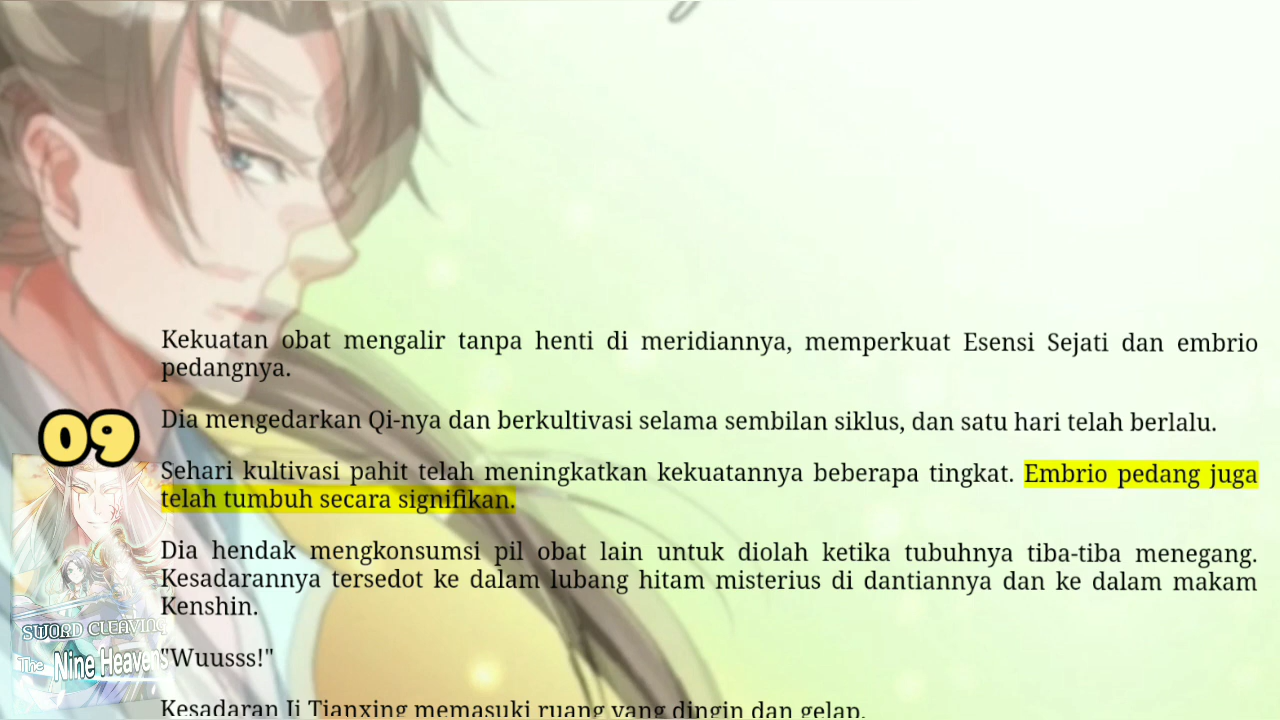 Kekuatan obat mengalir tanpa henti di meridiannya, memperkuat Esensi Sejati dan embrio
pedangnya.
Dia mengedarkan Qi-nya dan berkultivasi selama sembilan siklus, dan satu hari telah berlalu.
Sehari kultivasi pahit telah meningkatkan kekuatannya beberapa tingkat. Embrio pedang juga
telah tumbuh secara signifikan.
Dia hendak mengkonsumsi pil obat lain untuk diolah ketika tubuhnya tiba-tiba menegang.
Kesadarannya tersedot ke dalam lubang hitam misterius di dantiannya dan ke dalam makam
Kenshin.
"Wuusss!"
Kesadaran Ji Tianxing memasuki ruang yang dingin dan gelap.
09
SWORD CLEAVING
The Nine Heavens